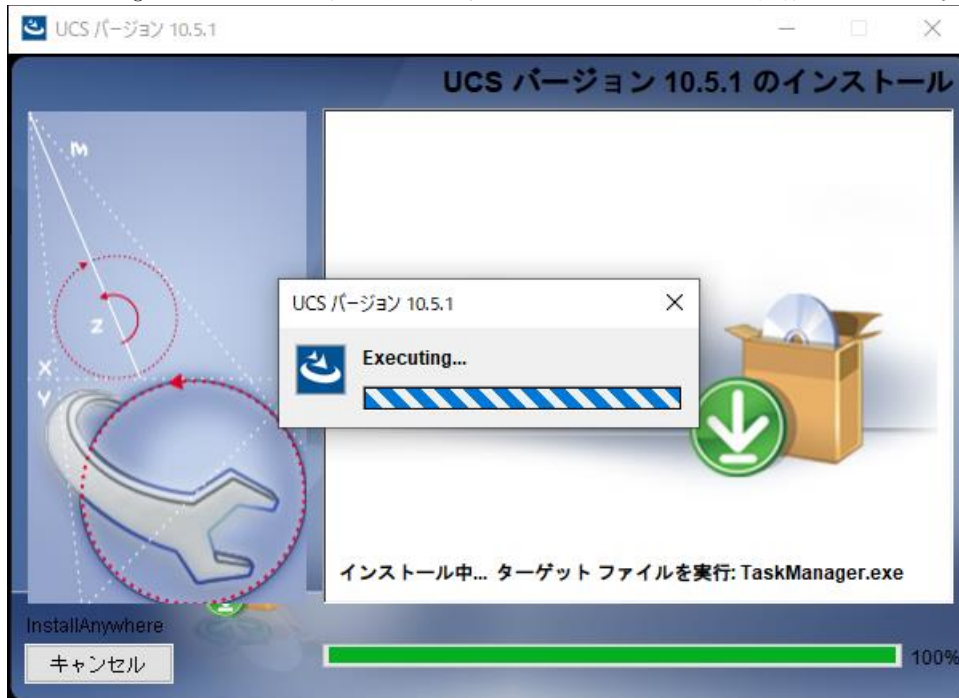 UCS バージョン 10.5.1
UCS バージョン 10.5.1 のインストール
M
Z
X
Y
UCS バージョン 10.5.1
Executing...
インストール中... ターゲット ファイルを実行: TaskManager.exe
InstallAnywhere
キャンセル
100%